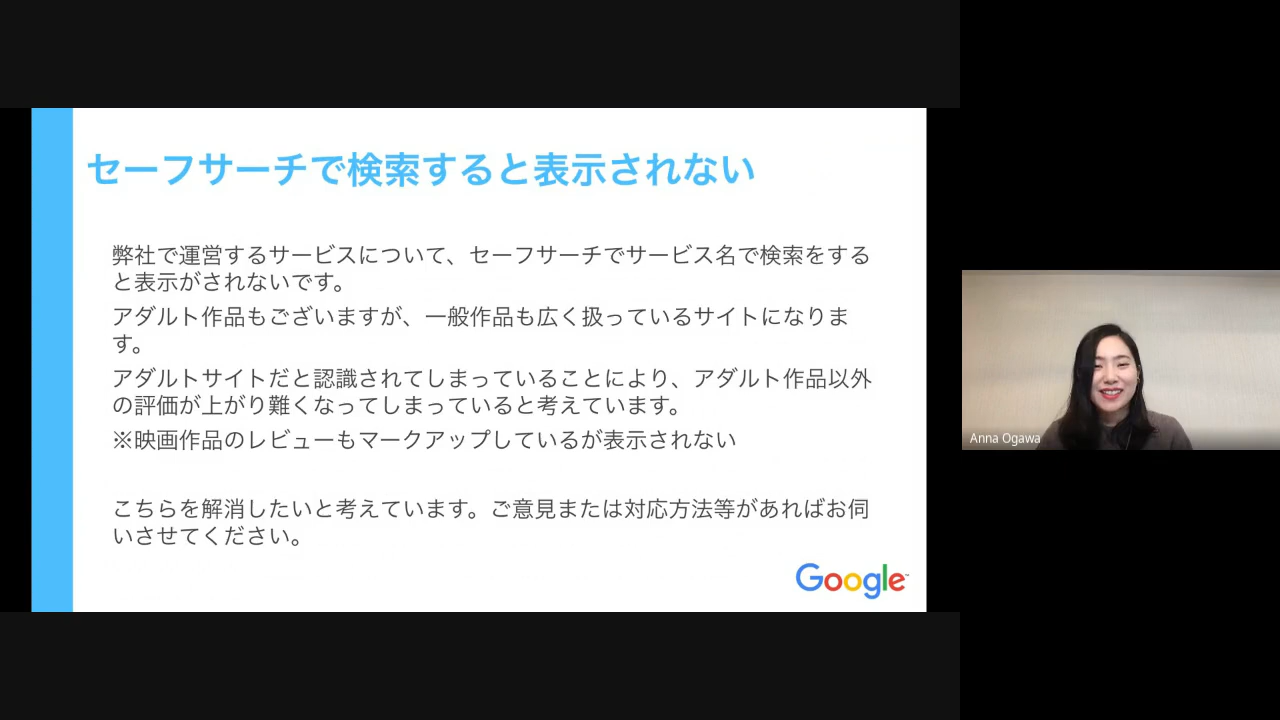 セーフサーチで検索すると表示されない
弊社で運営するサービスについて、セーフサーチでサービス名で検索をする
と表示がされないです。
アダルト作品もございますが、一般作品も広く扱っているサイトになりま
す。
アダルトサイトだと認識されてしまっていることにより、アダルト作品以外
の評価が上がり難くなってしまっていると考えています。
※映画作品のレビューもマークアップしているが表示されない
こちらを解消したいと考えています。ご意見または対応方法等があればお伺
いさせてください。
Google
Anna Ogawa